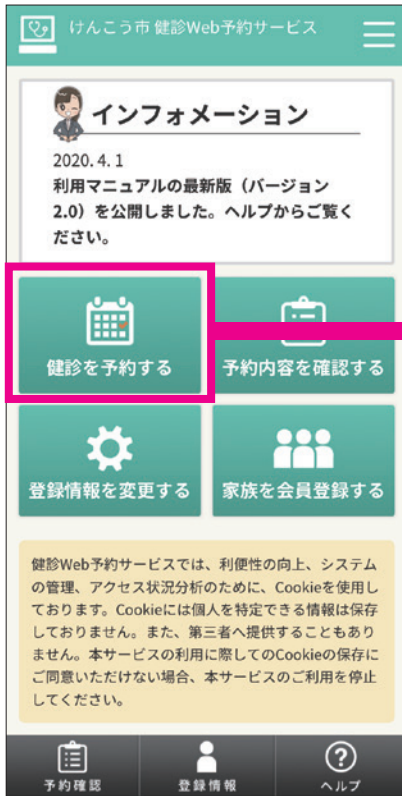 けんこう市 健診Web予約サービス
インフォメーション
2020. 4. 1
利用マニュアルの最新版（バージョン
2.0）を公開しました。ヘルプからご覧く
ださい。
健診を予約する
予約内容を確認する
登録情報を変更する
家族を会員登録する
健診Web予約サービスでは、利便性の向上、システム
の管理、アクセス状況分析のために、Cookieを使用し
ております。Cookieには個人を特定できる情報は保存
しておりません。また、第三者へ提供することもあり
ません。本サービスの利用に際してのCookieの保存に
ご同意いただけない場合、本サービスのご利用を停止
してください。
予約確認
登録情報
ヘルプ